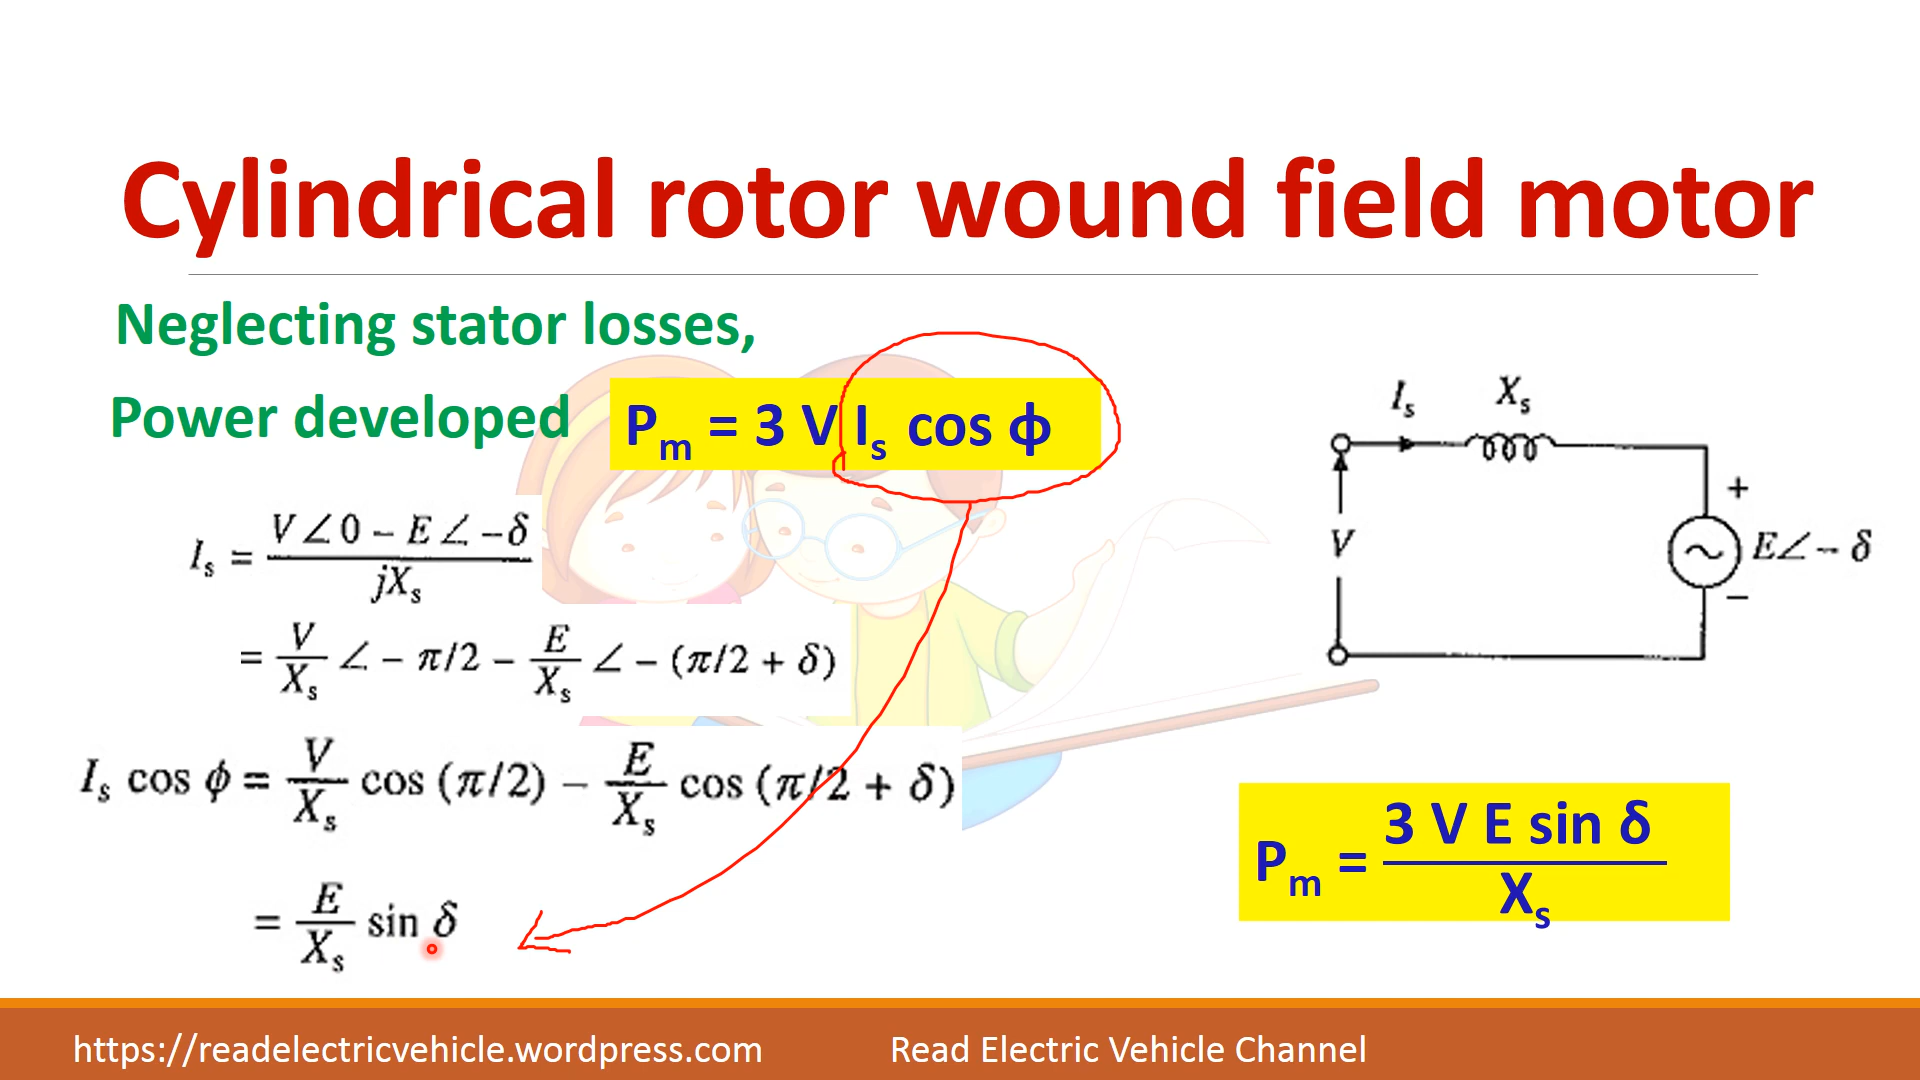 Cylindrical rotor wound field motor
Neglecting stator losses,
Power developed
Pm = 3 V Is cos ϕ
Is = (V∠0 − E∠−δ) / jXs
= V/Xs ∠ − π/2 − E/Xs ∠ − (π/2 + δ)
Is cos ϕ = V/Xs cos (π/2) − E/Xs cos (π/2 + δ)
= E/Xs sin δ
Is
Xs
+
V
E∠− δ
−
Pm = 3 V E sin δ / Xs
https://readelectricvehicle.wordpress.com
Read Electric Vehicle Channel